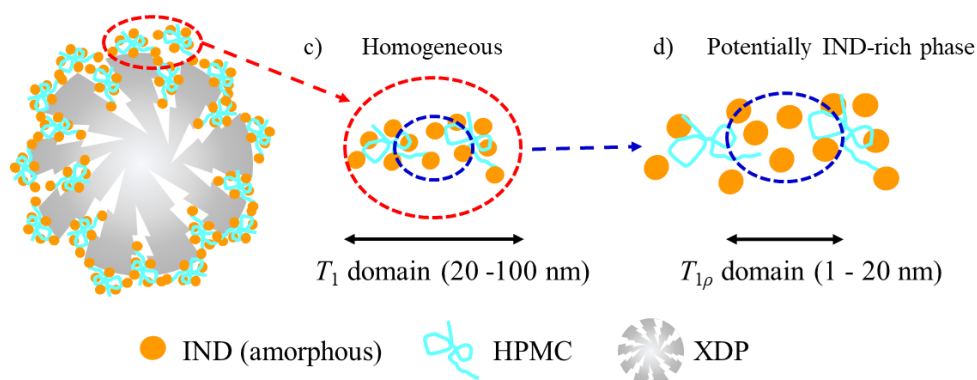 c) Homogeneous
d) Potentially IND-rich phase
T₁ domain (20 -100 nm)
T₁ρ domain (1 - 20 nm)
IND (amorphous)
HPMC
XDP